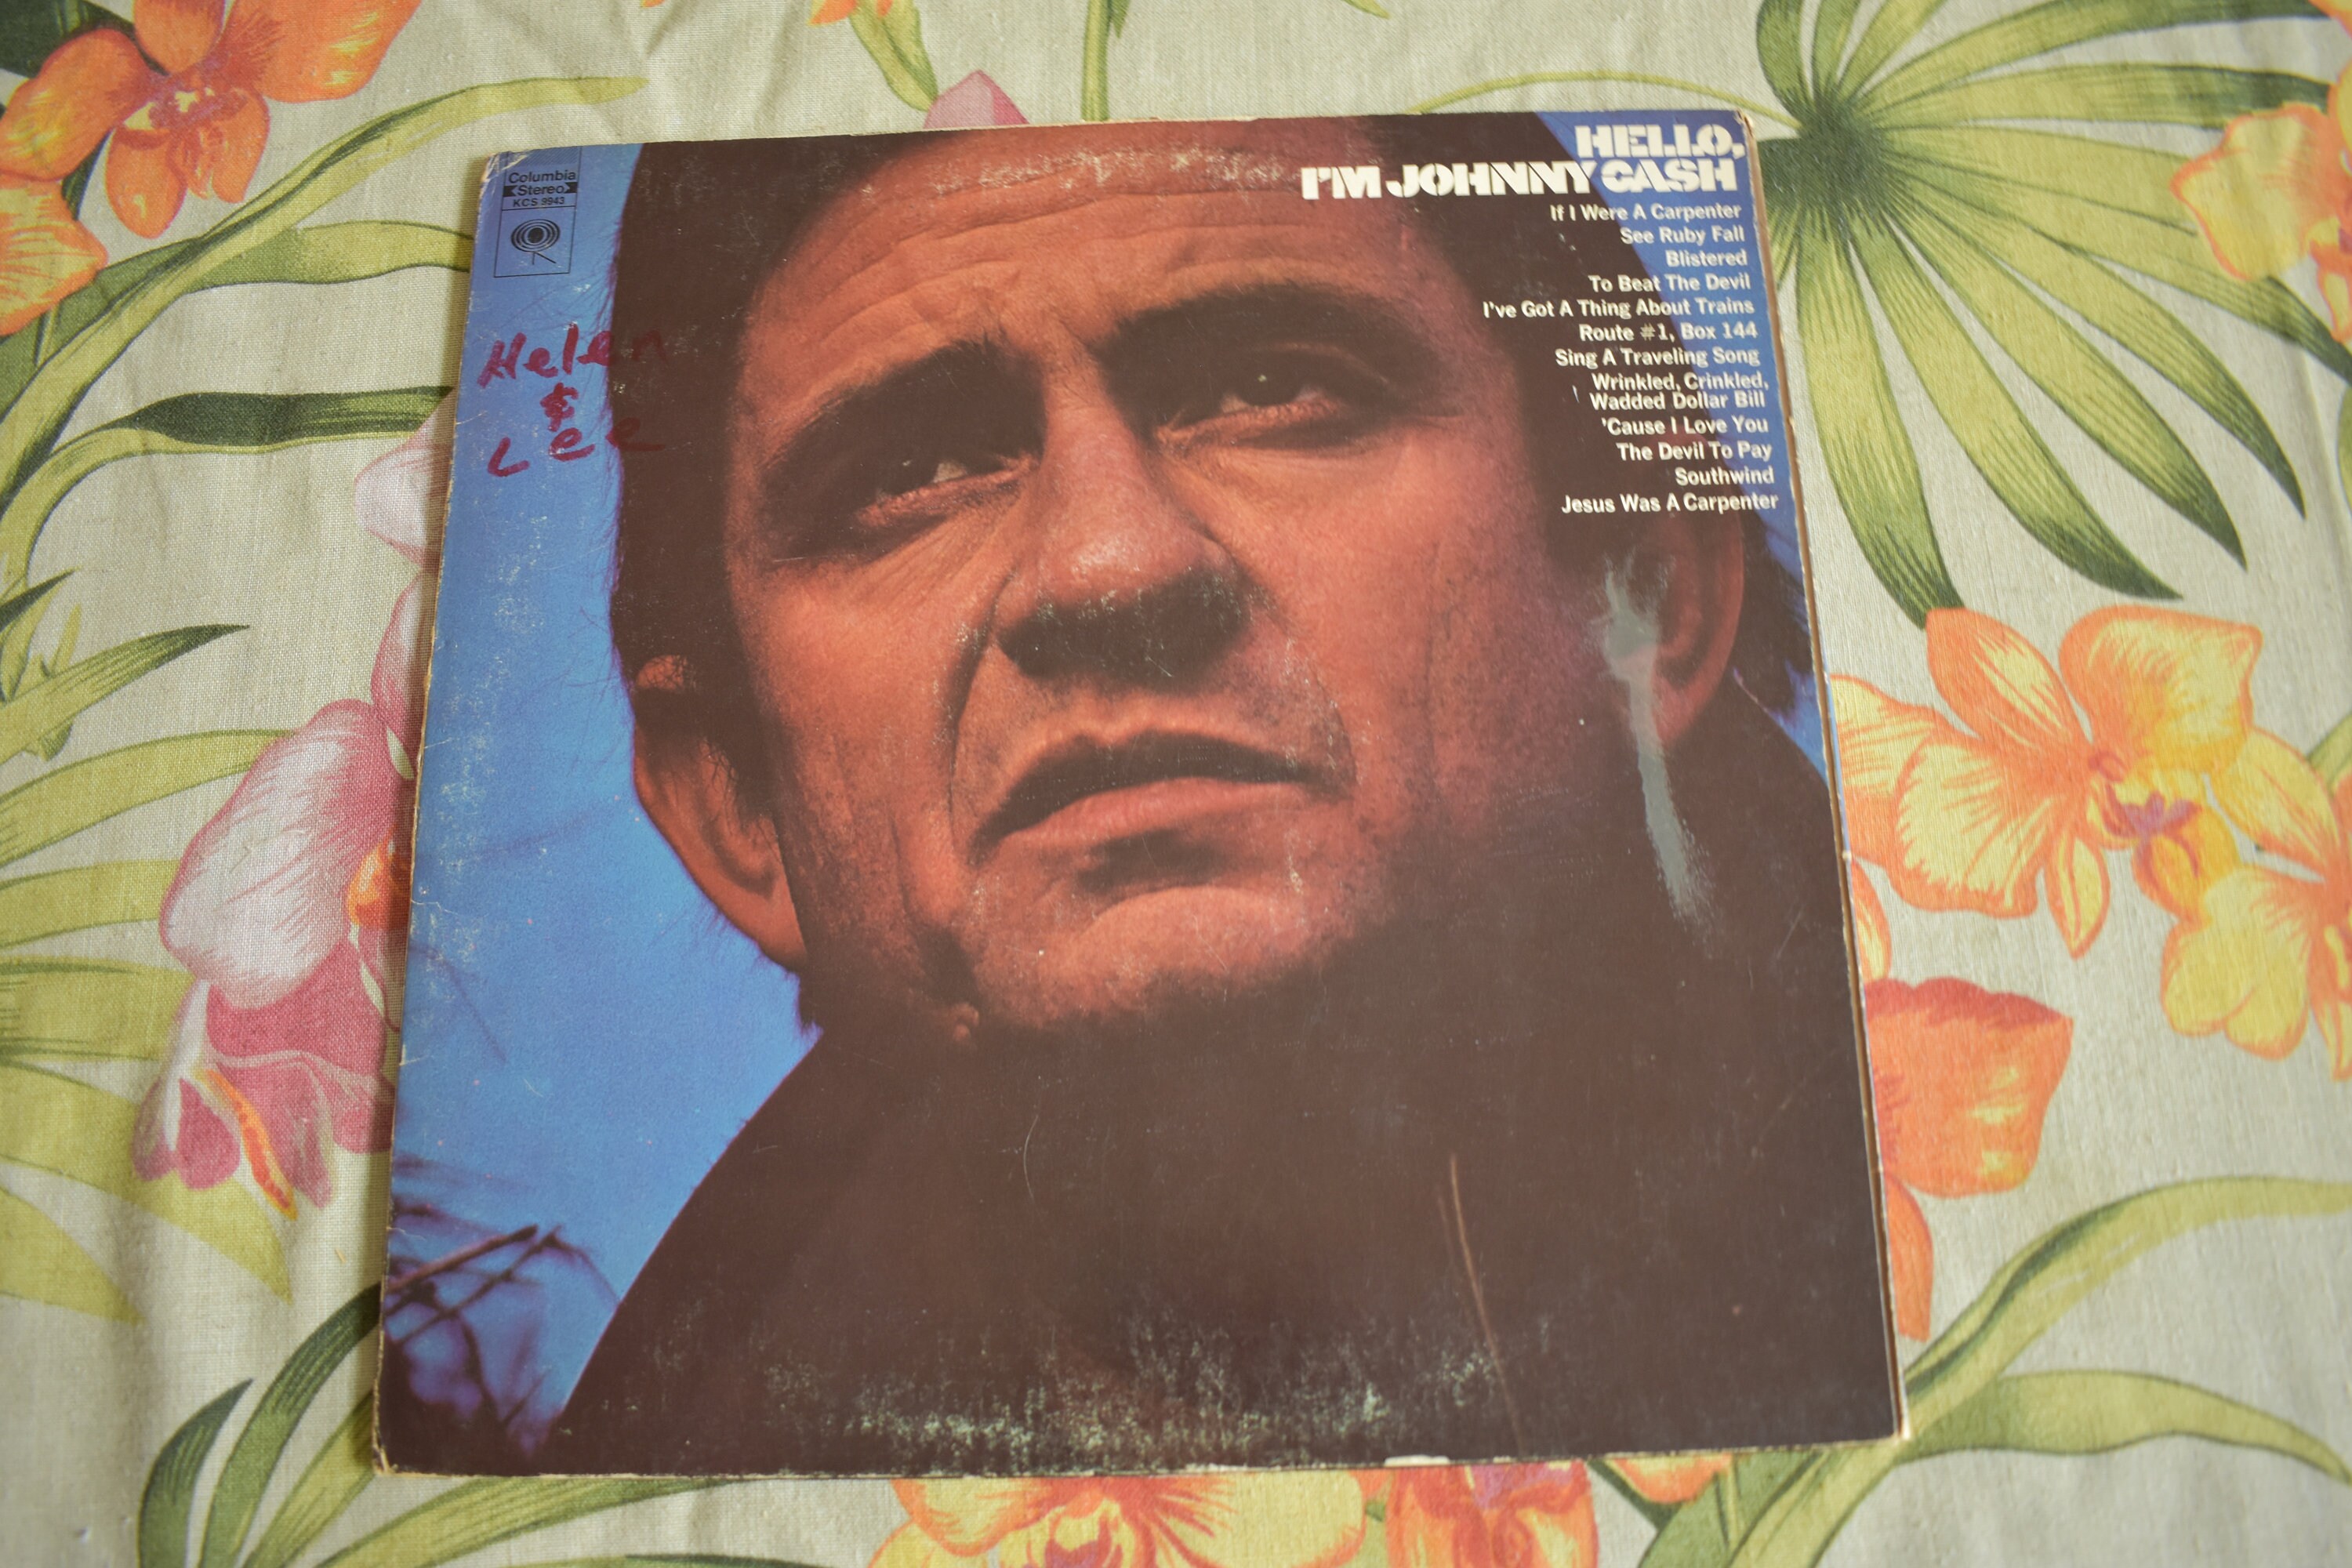 Columbia
Stereo
KCS 9943
HELLO,
I'M JOHNNY CASH
If I Were A Carpenter
See Ruby Fall
Blistered
To Beat The Devil
I've Got A Thing About Trains
Route #1, Box 144
Sing A Traveling Song
Wrinkled, Crinkled,
Wadded Dollar Bill
'Cause I Love You
The Devil To Pay
Southwind
Jesus Was A Carpenter
Helen
&
Lee